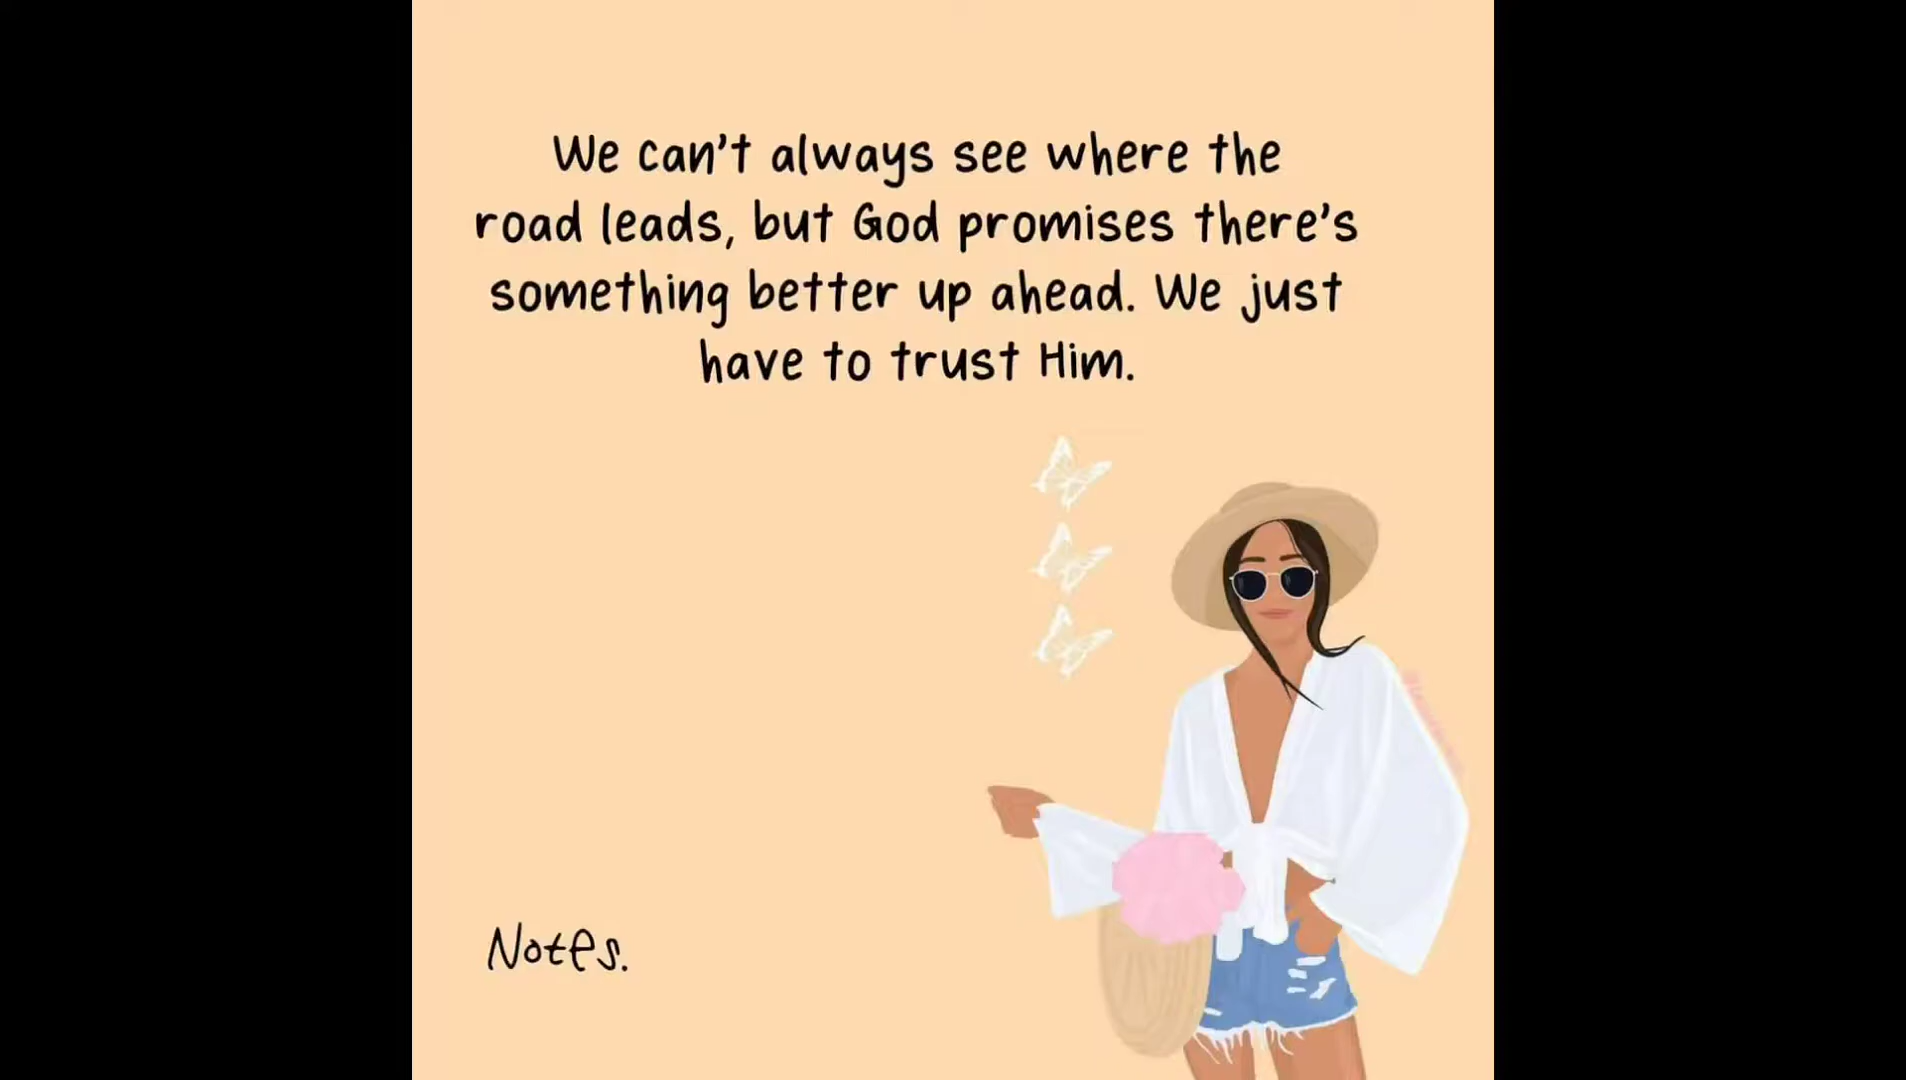 We can't always see where the
road leads, but God promises there's
something better up ahead. We just
have to trust Him.
Notes.